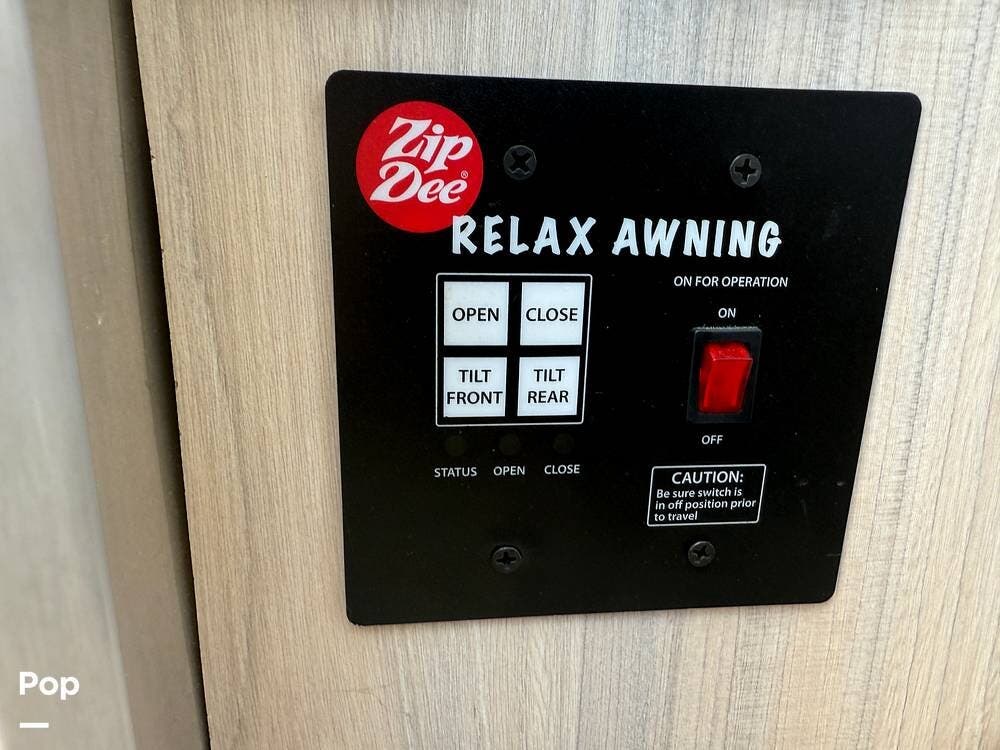 Zip
Dee®
RELAX AWNING
OPEN
CLOSE
TILT
FRONT
TILT
REAR
STATUS OPEN CLOSE
ON FOR OPERATION
ON
OFF
CAUTION:
Be sure switch is
in off position prior
to travel
Pop